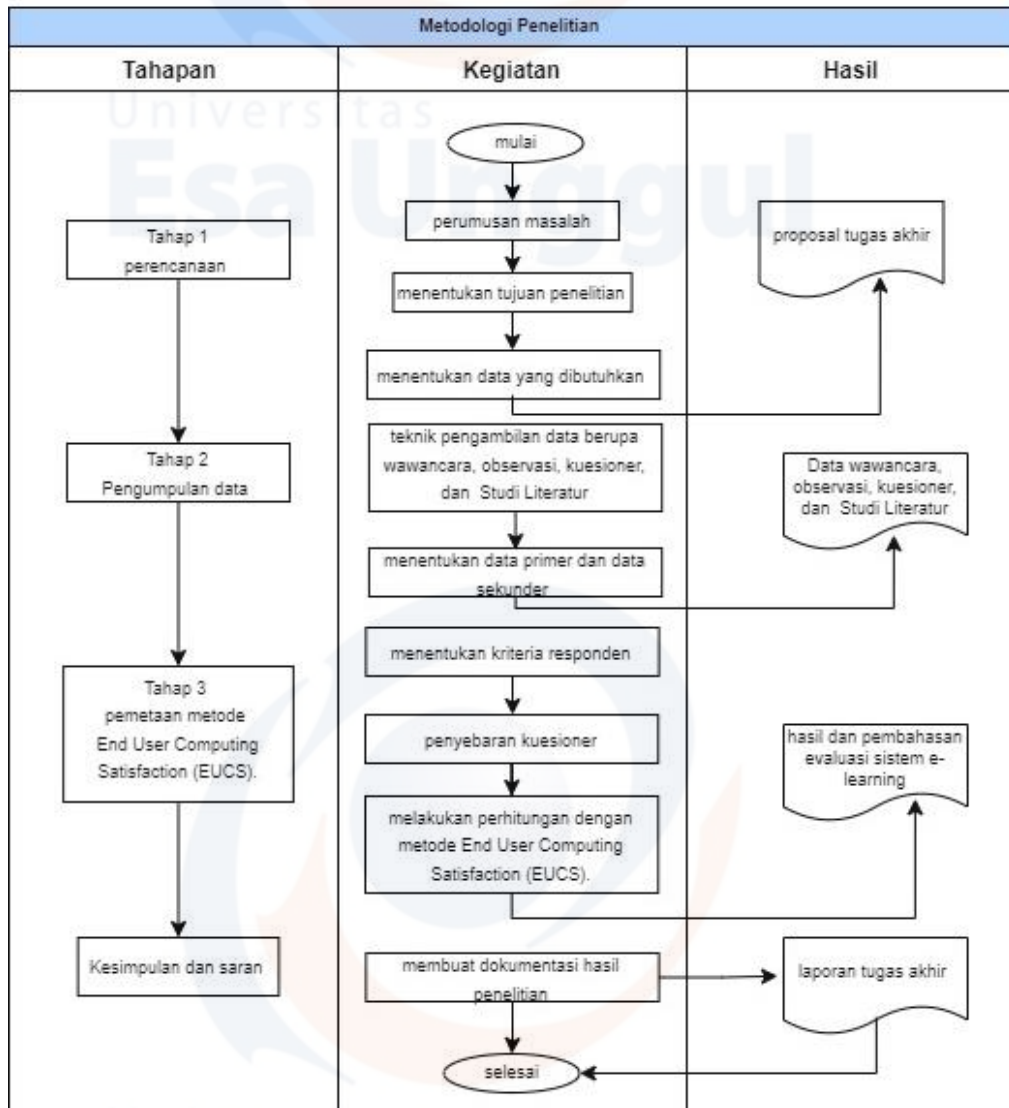 Metodologi Penelitian
Tahapan
Kegiatan
Hasil
Universitas
Esa Unggul
mulai
perumusan masalah
Tahap 1
perencanaan
proposal tugas akhir
menentukan tujuan penelitian
menentukan data yang dibutuhkan
Tahap 2
Pengumpulan data
teknik pengambilan data berupa
wawancara, observasi, kuesioner,
dan Studi Literatur
Data wawancara,
observasi, kuesioner,
dan Studi Literatur
menentukan data primer dan data
sekunder
menentukan kriteria responden
Tahap 3
pemetaan metode
End User Computing
Satisfaction (EUCS).
penyebaran kuesioner
hasil dan pembahasan
evaluasi sistem e-
learning
melakukan perhitungan dengan
metode End User Computing
Satisfaction (EUCS).
Kesimpulan dan saran
membuat dokumentasi hasil
penelitian
laporan tugas akhir
selesai